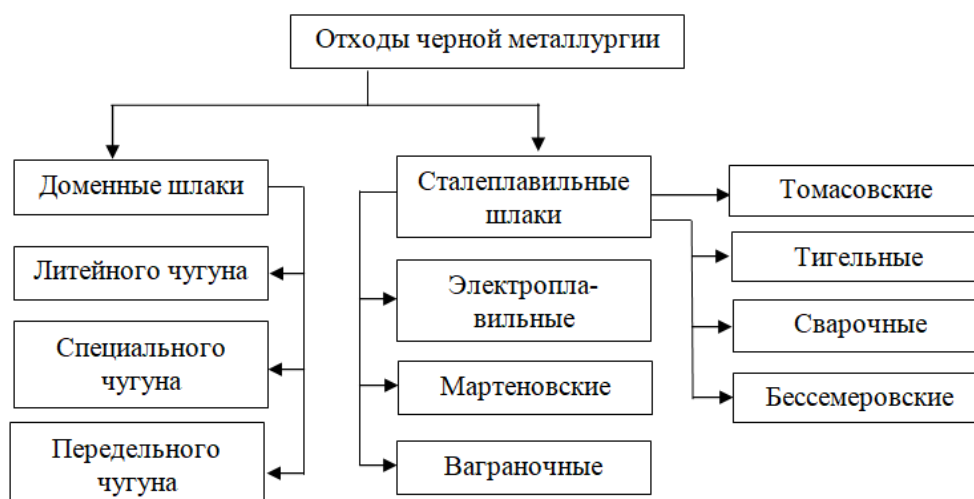 Отходы черной металлургии
Доменные шлаки
Литейного чугуна
Специального
чугуна
Передельного
чугуна
Сталеплавильные
шлаки
Электропла-
вильные
Мартеновские
Ваграночные
Томасовские
Тигельные
Сварочные
Бессемеровские